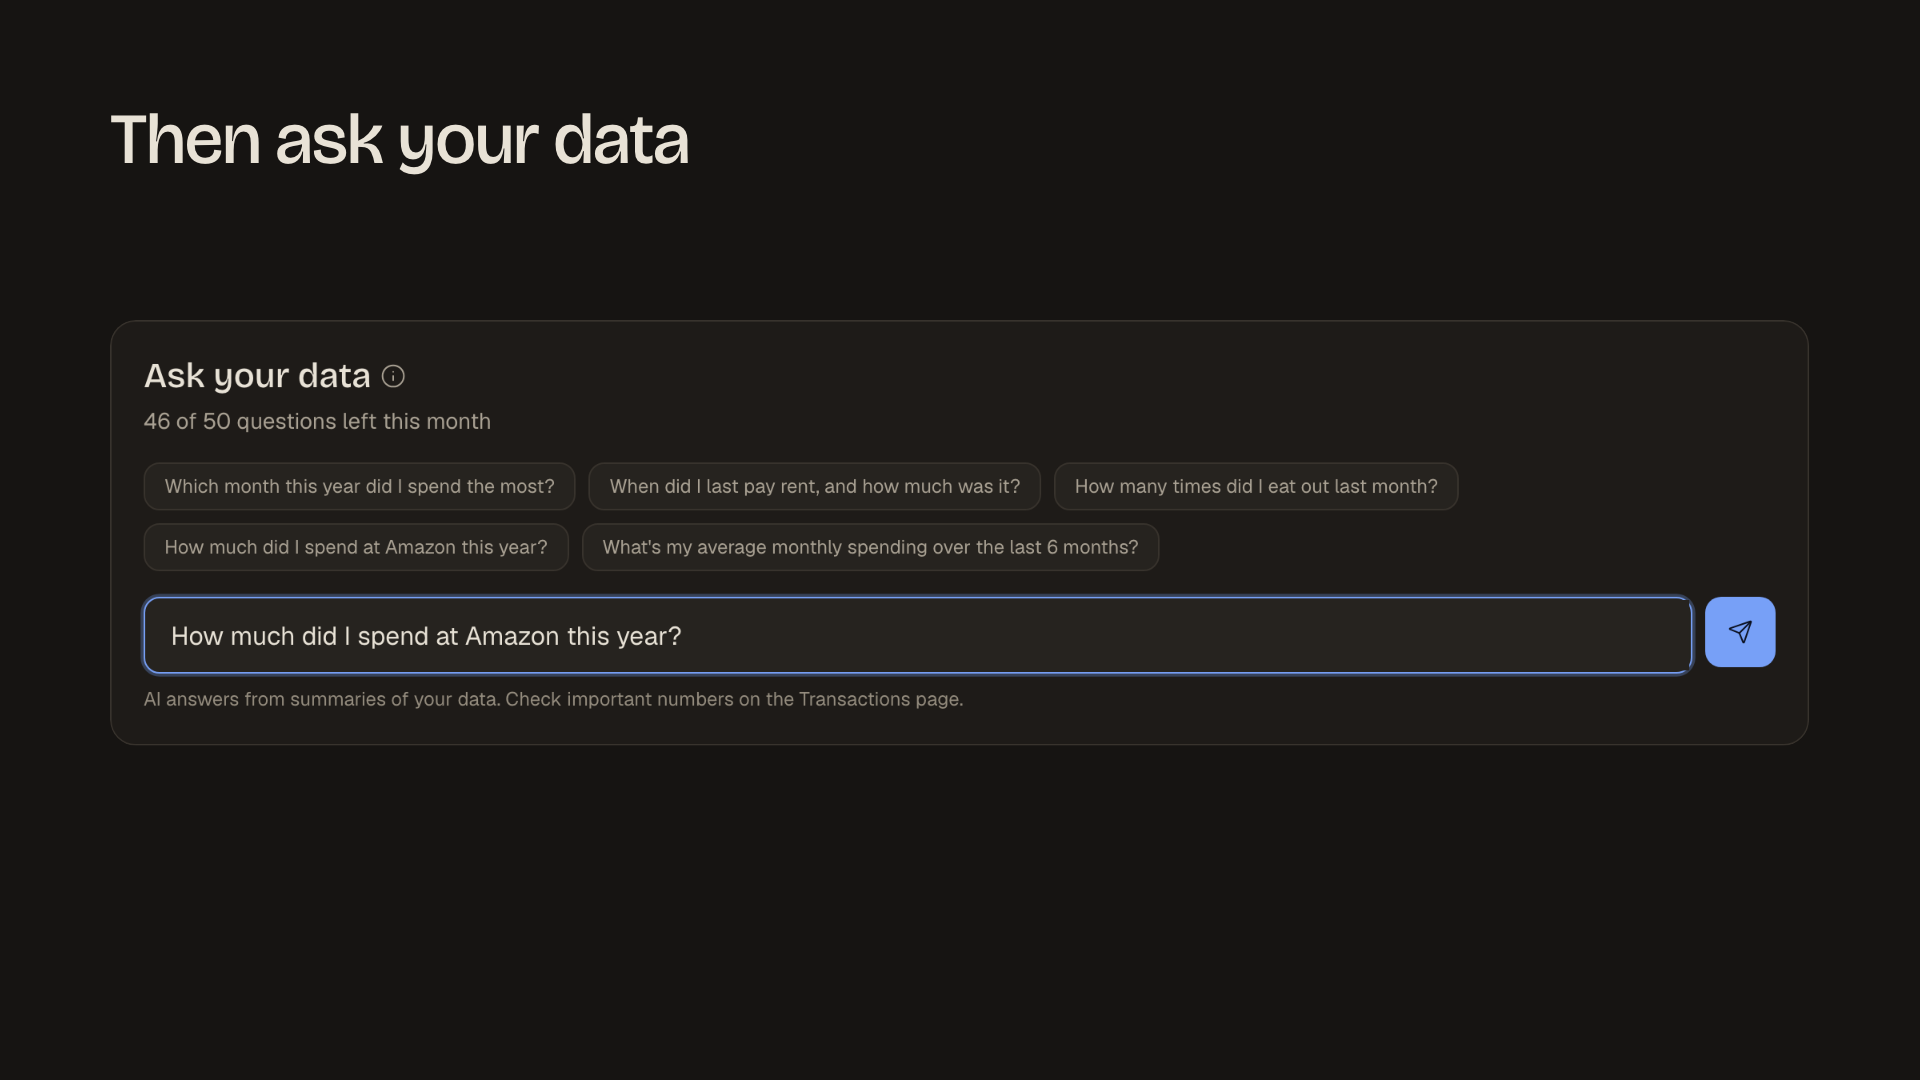 Then ask your data
Ask your data
46 of 50 questions left this month
Which month this year did I spend the most?
When did I last pay rent, and how much was it?
How many times did I eat out last month?
How much did I spend at Amazon this year?
What's my average monthly spending over the last 6 months?
How much did I spend at Amazon this year?
AI answers from summaries of your data. Check important numbers on the Transactions page.